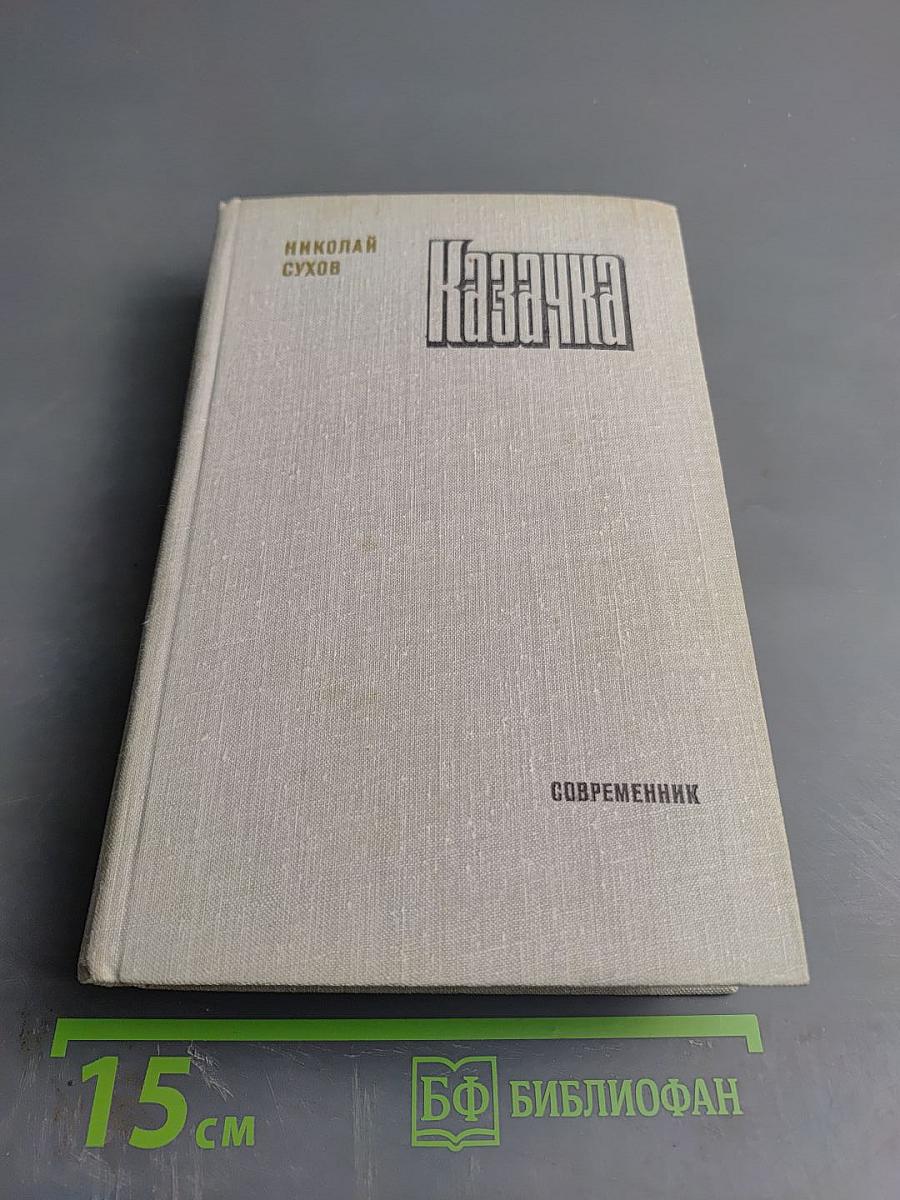 НИКОЛАЙ
СУХОВ
Казачка
СОВРЕМЕННИК
15 см
БФ БИБЛИОФАН